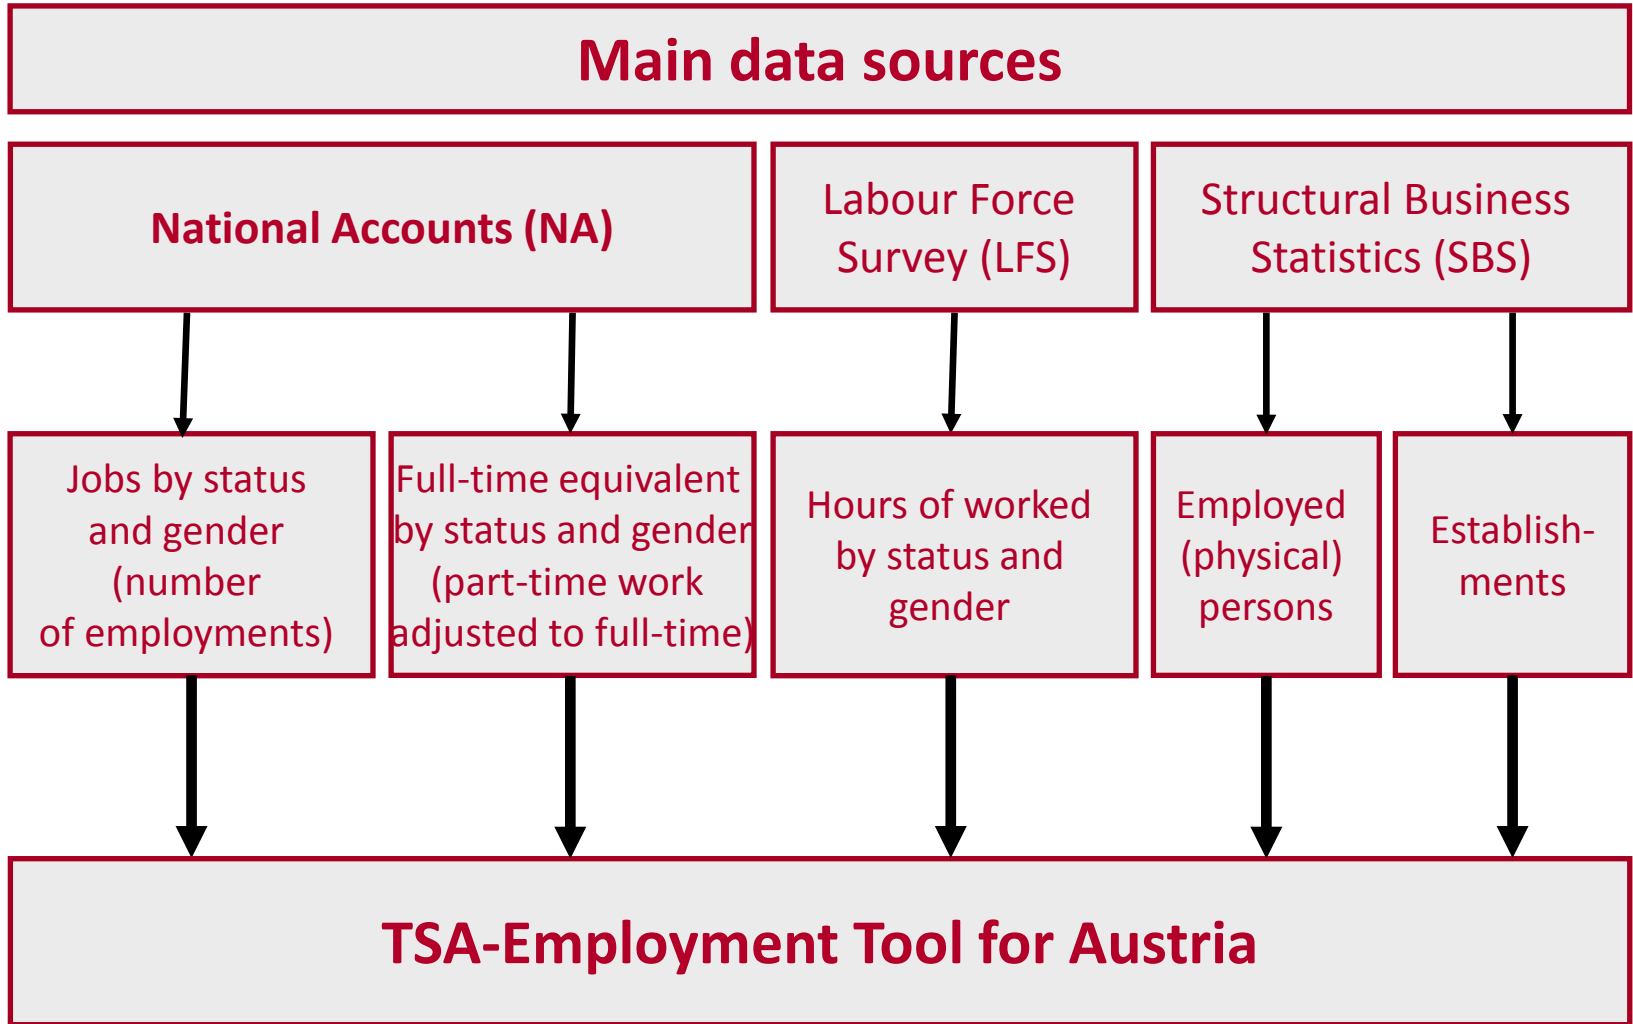 Main data sources
National Accounts (NA)
Labour Force
Survey (LFS)
Structural Business
Statistics (SBS)
Jobs by status
and gender
(number
of employments)
Full-time equivalent
by status and gender
(part-time work
adjusted to full-time)
Hours of worked
by status and
gender
Employed
(physical)
persons
Establish-
ments
TSA-Employment Tool for Austria